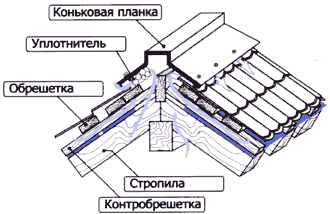 Коньковая планка
Уплотнитель
Обрешетка
Стропила
Контробрешетка